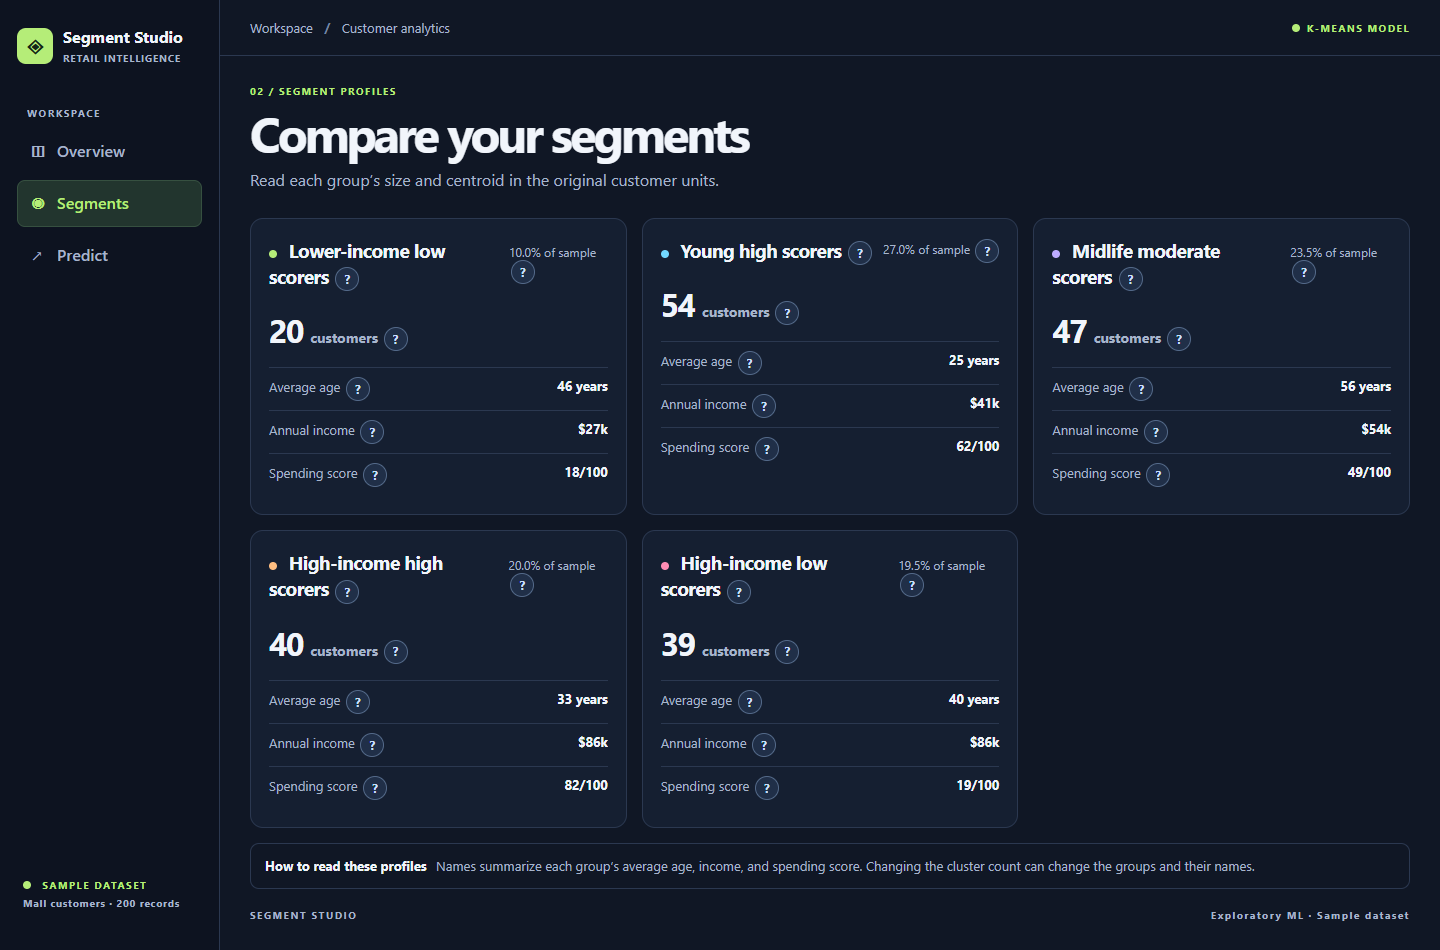 Segment Studio
RETAIL INTELLIGENCE
WORKSPACE
Overview
Segments
Predict
SAMPLE DATASET
Mall customers · 200 records
Workspace / Customer analytics
K-MEANS MODEL
02 / SEGMENT PROFILES
Compare your segments
Read each group's size and centroid in the original customer units.
Lower-income low
scorers ?
10.0% of sample
?
20 customers ?
Average age ? 46 years
Annual income ? $27k
Spending score ? 18/100
Young high scorers ? 27.0% of sample ?
54 customers ?
Average age ? 25 years
Annual income ? $41k
Spending score ? 62/100
Midlife moderate
scorers ?
23.5% of sample
?
47 customers ?
Average age ? 56 years
Annual income ? $54k
Spending score ? 49/100
High-income high
scorers ?
20.0% of sample
?
40 customers ?
Average age ? 33 years
Annual income ? $86k
Spending score ? 82/100
High-income low
scorers ?
19.5% of sample
?
39 customers ?
Average age ? 40 years
Annual income ? $86k
Spending score ? 19/100
How to read these profiles Names summarize each group's average age, income, and spending score. Changing the cluster count can change the groups and their names.
SEGMENT STUDIO
Exploratory ML · Sample dataset